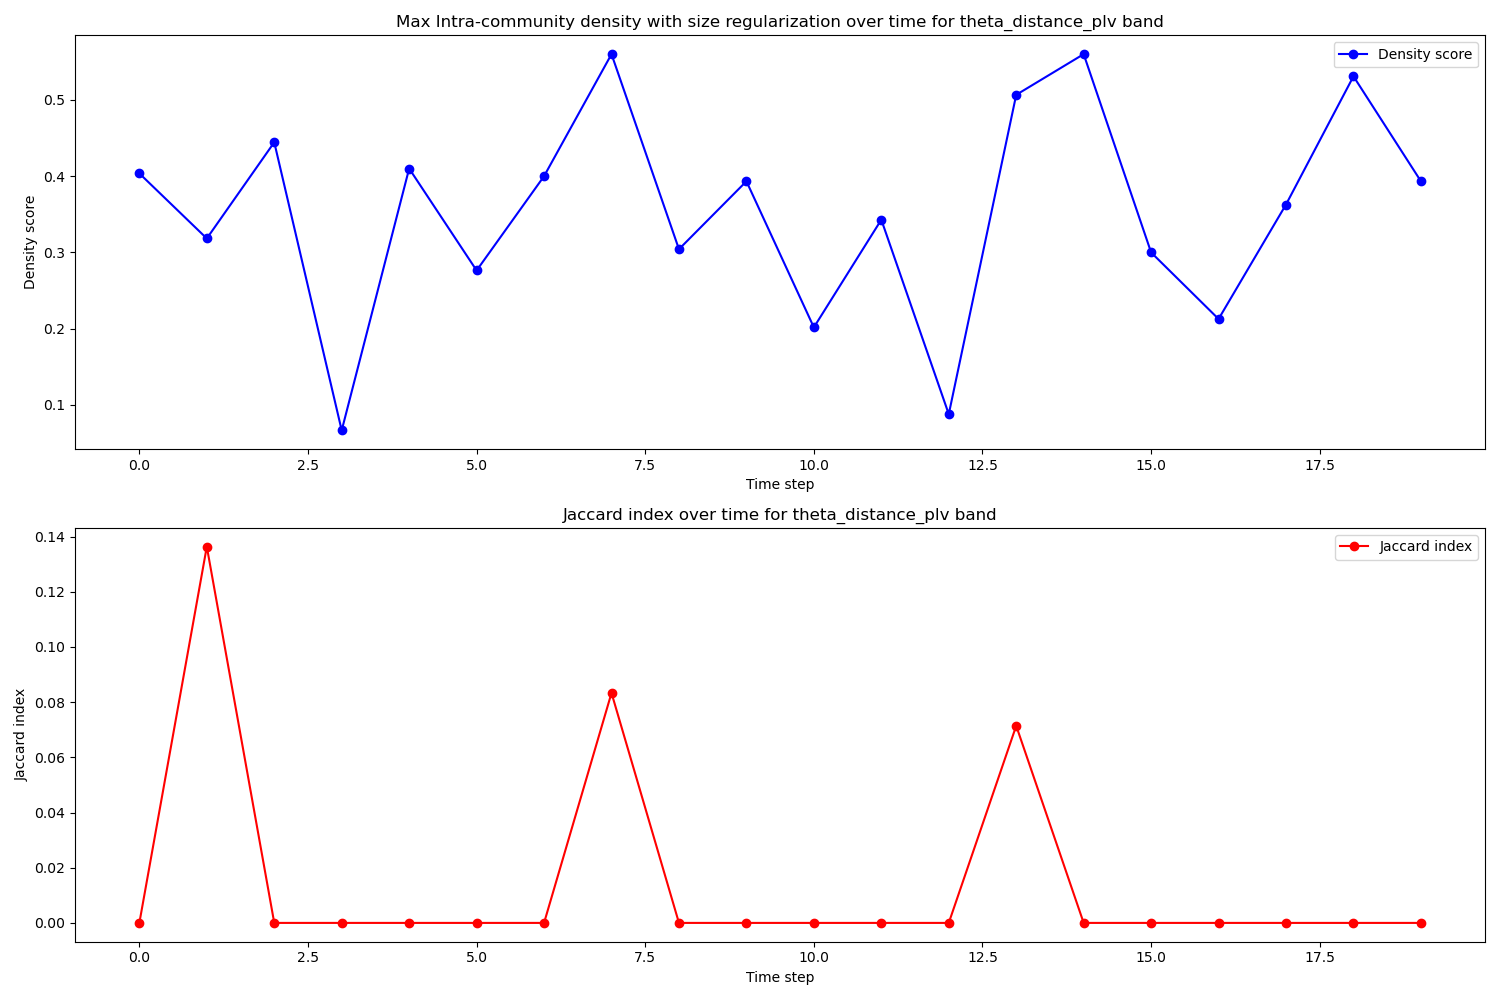 Max Intra-community density with size regularization over time for theta_distance_plv band
Density score
Density score
0.5
0.4
0.3
0.2
0.1
0.0 2.5 5.0 7.5 10.0 12.5 15.0 17.5
Time step
Jaccard index over time for theta_distance_plv band
Jaccard index
Jaccard index
0.14
0.12
0.10
0.08
0.06
0.04
0.02
0.00
0.0 2.5 5.0 7.5 10.0 12.5 15.0 17.5
Time step